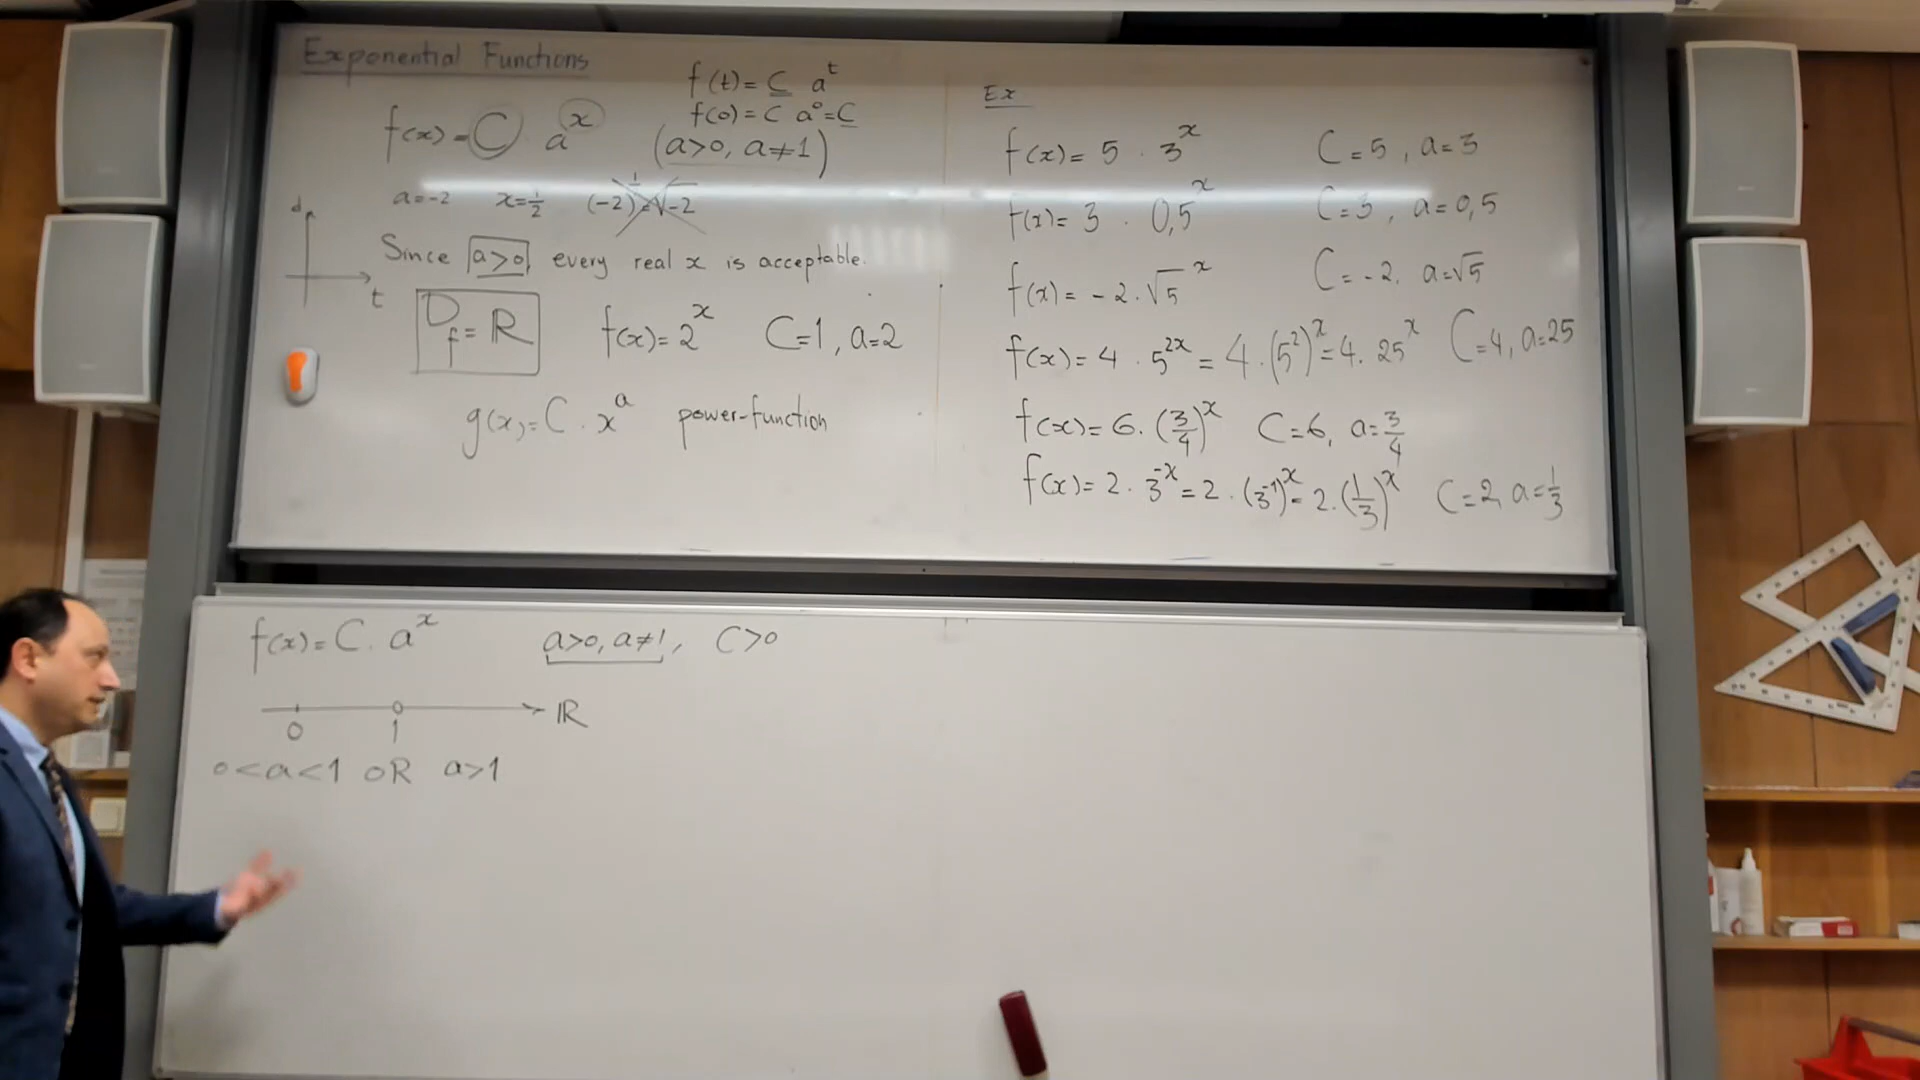 Exponential Functions
f(t) = C a^t
f(0) = C a^0 = C
f(x) = C · a^x (a>0, a≠1)
a=-2 x=1/2 (-2)^1/2 = √-2
d
t
Since a>0, every real x is acceptable.
D_f = ℝ f(x) = 2^x C=1, a=2
g(x) = C · x^a power-function
Ex
f(x) = 5 · 3^x C=5, a=3
f(x) = 3 · 0,5^x C=3, a=0,5
f(x) = -2 · √5^x C=-2, a=√5
f(x) = 4 · 5^2x = 4 · (5^2)^x = 4 · 25^x C=4, a=25
f(x) = 6 · (3/4)^x C=6, a=3/4
f(x) = 2 · 3^-x = 2 · (3^-1)^x = 2 · (1/3)^x C=2, a=1/3
f(x) = C · a^x a>0, a≠1, C>0
0 1 ℝ
0<a<1 OR a>1